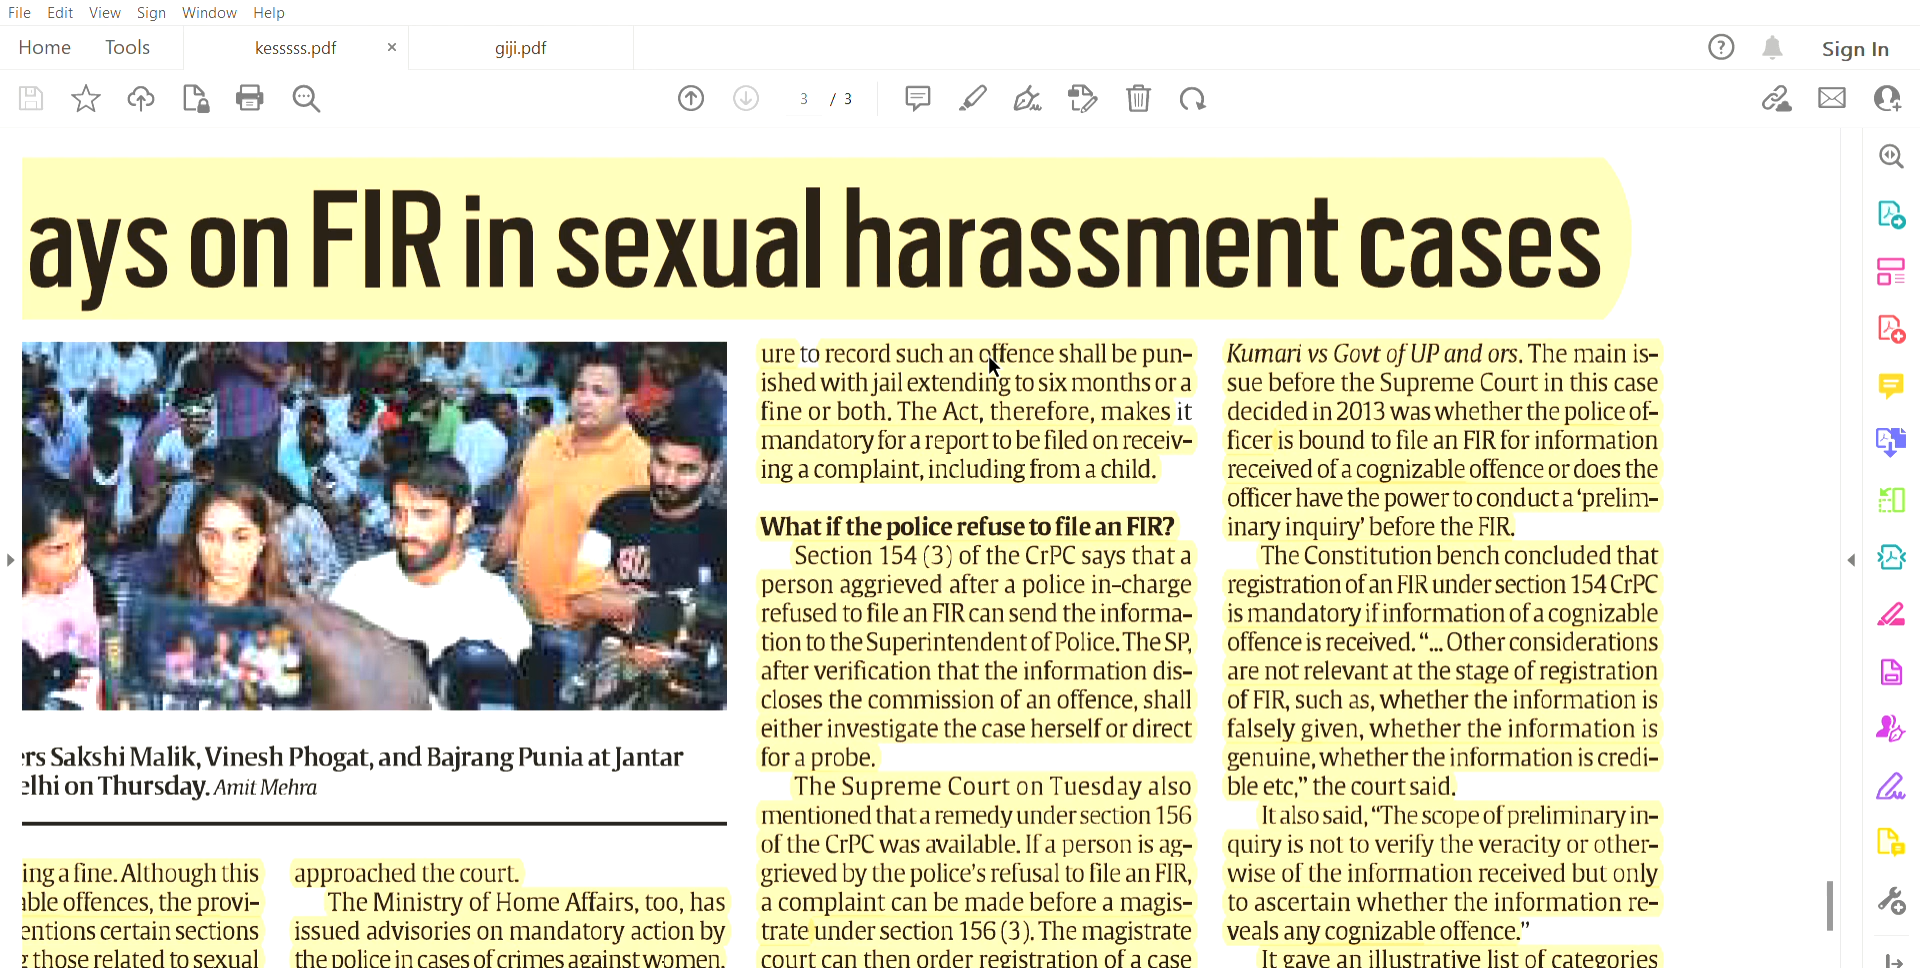 File Edit View Sign Window Help
Home Tools kesssss.pdf × giji.pdf ? Sign In
3 / 3
ays on FIR in sexual harassment cases
rs Sakshi Malik, Vinesh Phogat, and Bajrang Punia at Jantar
elhi on Thursday. Amit Mehra
ing a fine. Although this
able offences, the provi-
entions certain sections
those related to sexual
approached the court.
The Ministry of Home Affairs, too, has
issued advisories on mandatory action by
the police in cases of crimes against women.
ure to record such an offence shall be pun-
ished with jail extending to six months or a
fine or both. The Act, therefore, makes it
mandatory for a report to be filed on receiv-
ing a complaint, including from a child.
What if the police refuse to file an FIR?
Section 154 (3) of the CrPC says that a
person aggrieved after a police in-charge
refused to file an FIR can send the informa-
tion to the Superintendent of Police. The SP,
after verification that the information dis-
closes the commission of an offence, shall
either investigate the case herself or direct
for a probe.
The Supreme Court on Tuesday also
mentioned that a remedy under section 156
of the CrPC was available. If a person is ag-
grieved by the police's refusal to file an FIR,
a complaint can be made before a magis-
trate under section 156 (3). The magistrate
court can then order registration of a case
Kumari vs Govt of UP and ors. The main is-
sue before the Supreme Court in this case
decided in 2013 was whether the police of-
ficer is bound to file an FIR for information
received of a cognizable offence or does the
officer have the power to conduct a 'prelim-
inary inquiry' before the FIR.
The Constitution bench concluded that
registration of an FIR under section 154 CrPC
is mandatory if information of a cognizable
offence is received. "... Other considerations
are not relevant at the stage of registration
of FIR, such as, whether the information is
falsely given, whether the information is
genuine, whether the information is credi-
ble etc," the court said.
It also said, "The scope of preliminary in-
quiry is not to verify the veracity or other-
wise of the information received but only
to ascertain whether the information re-
veals any cognizable offence."
It gave an illustrative list of categories